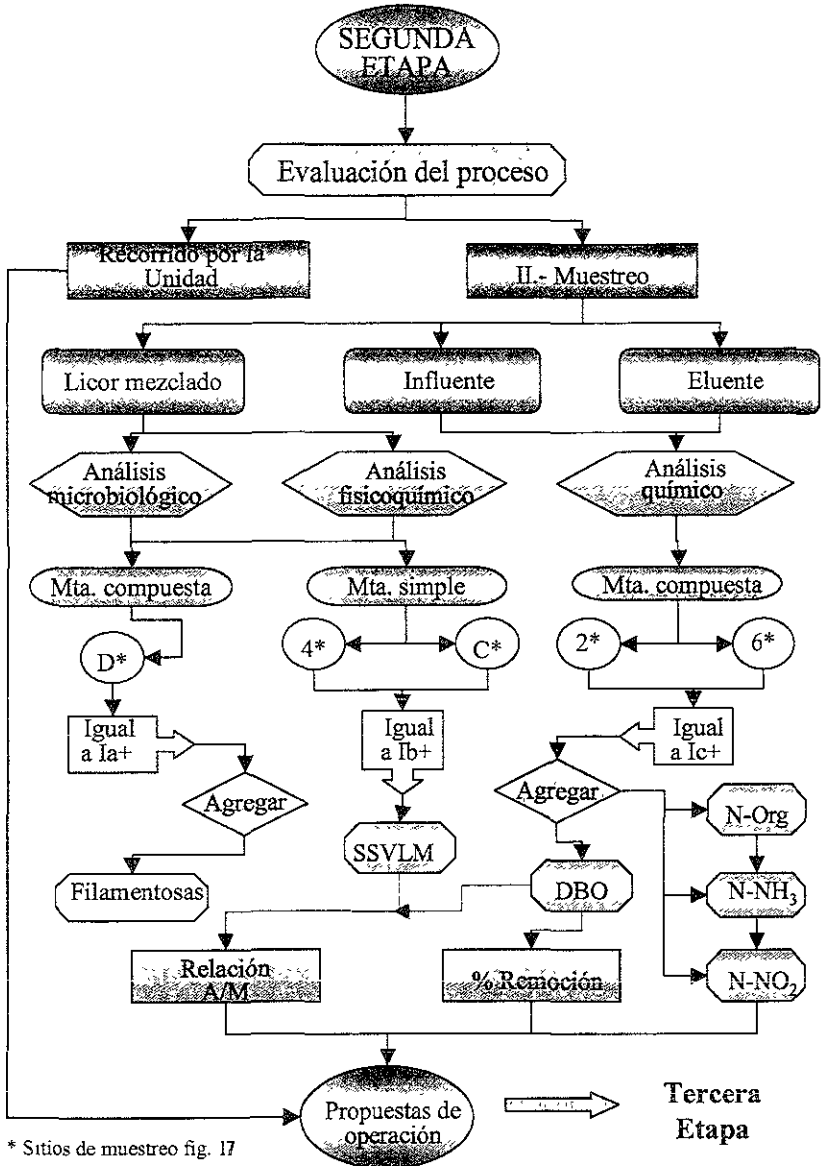 SEGUNDA
ETAPA
Evaluación del proceso
Recorrido por la
Unidad
II.- Muestreo
Licor mezclado
Influente
Eluente
Análisis
microbiológico
Análisis
fisicoquímico
Análisis
químico
Mta. compuesta
Mta. simple
Mta. compuesta
D*
4*
C*
2*
6*
Igual
a Ia+
Igual
a Ib+
Igual
a Ic+
Agregar
Agregar
N-Org
SSVLM
Filamentosas
DBO
N-NH₃
Relación
A/M
% Remoción
N-NO₂
Propuestas de
operación
Tercera
Etapa
* Sitios de muestreo fig. 17